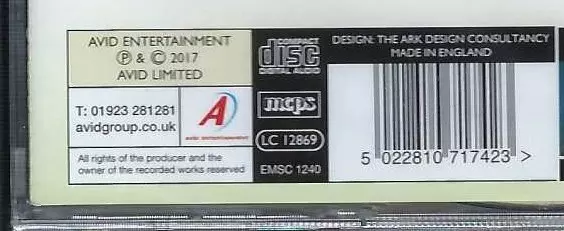 AVID ENTERTAINMENT
℗ & © 2017
AVID LIMITED
T: 01923 281281
avidgroup.co.uk
A
AVID ENTERTAINMENT
All rights of the producer and the
owner of the recorded works reserved
COMPACT
disc
DIGITAL AUDIO
mcps
LC 12869
EMSC 1240
DESIGN: THE ARK DESIGN CONSULTANCY
MADE IN ENGLAND
5 022810 717423 >